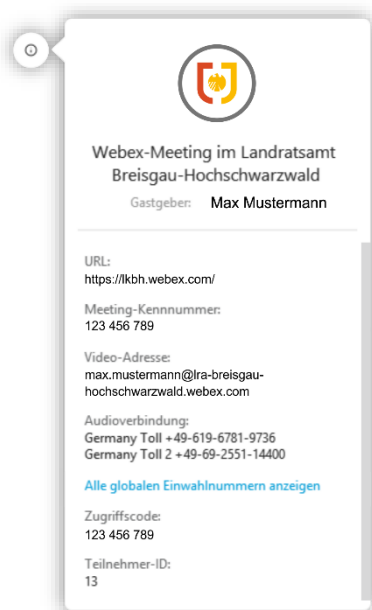 Webex-Meeting im Landratsamt
Breisgau-Hochschwarzwald
Gastgeber: Max Mustermann
URL:
https://lkbh.webex.com/
Meeting-Kennnummer:
123 456 789
Video-Adresse:
max.mustermann@lra-breisgau-
hochschwarzwald.webex.com
Audioverbindung:
Germany Toll +49-619-6781-9736
Germany Toll 2 +49-69-2551-14400
Alle globalen Einwahlnummern anzeigen
Zugriffscode:
123 456 789
Teilnehmer-ID:
13